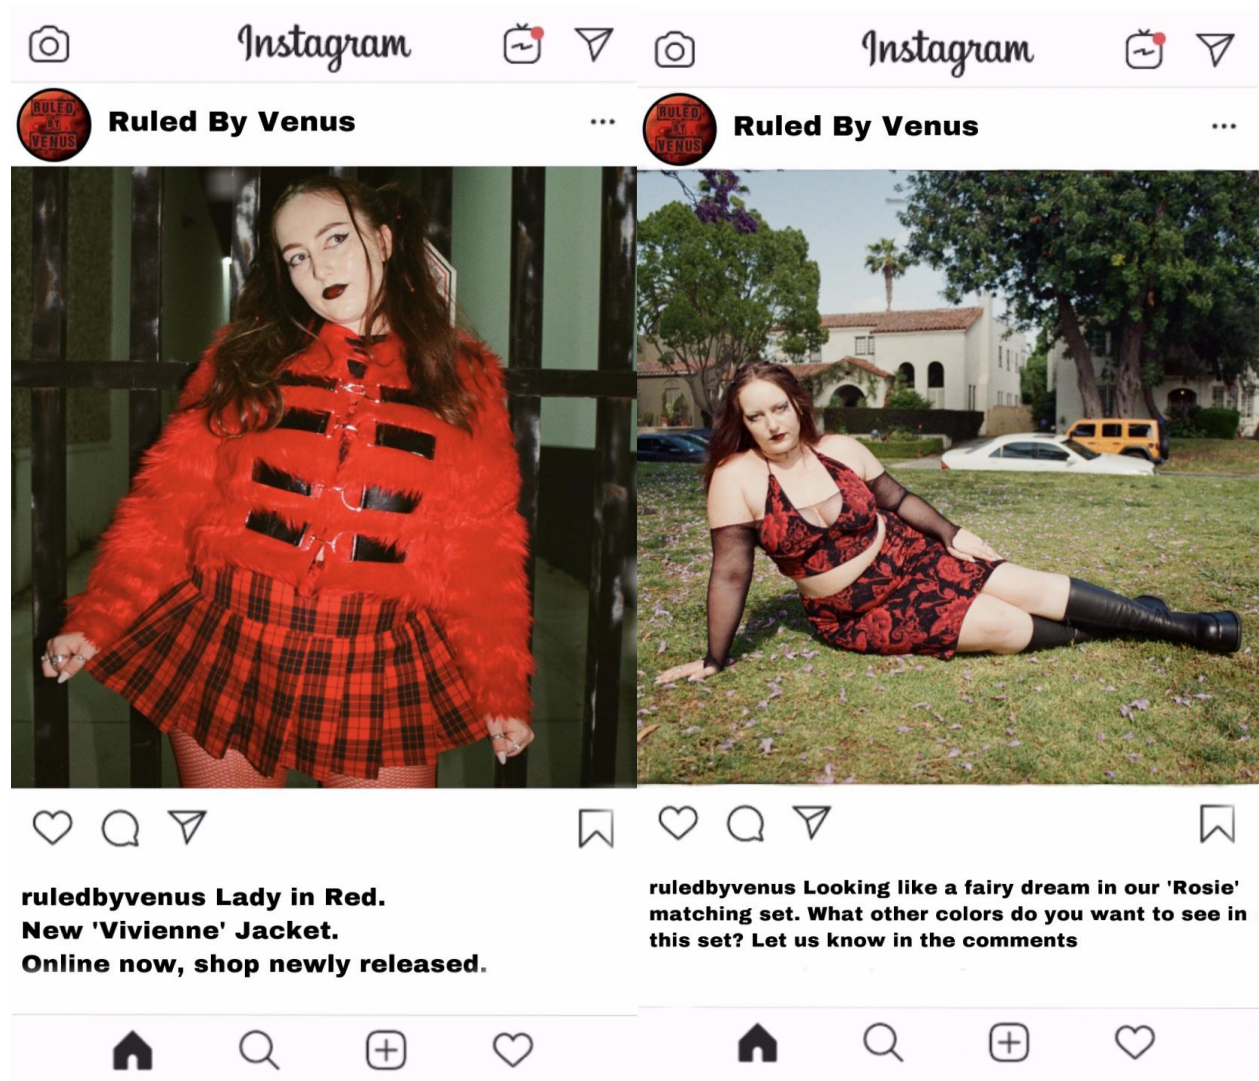 Instagram
RULED
BY
VENUS
Ruled By Venus
ruledbyvenus Lady in Red.
New 'Vivienne' Jacket.
Online now, shop newly released.
Instagram
RULED
BY
VENUS
Ruled By Venus
ruledbyvenus Looking like a fairy dream in our 'Rosie'
matching set. What other colors do you want to see in
this set? Let us know in the comments